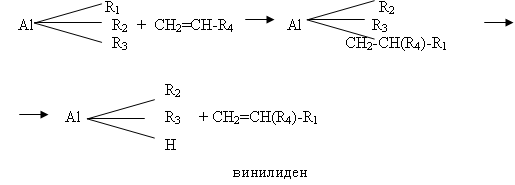 R1 R2
Al R2 + CH2=CH-R4 ⟶ Al R3 ⟶
R3 CH2-CH(R4)-R1
R2
⟶ Al R3 + CH2=CH(R4)-R1
H
винилиден